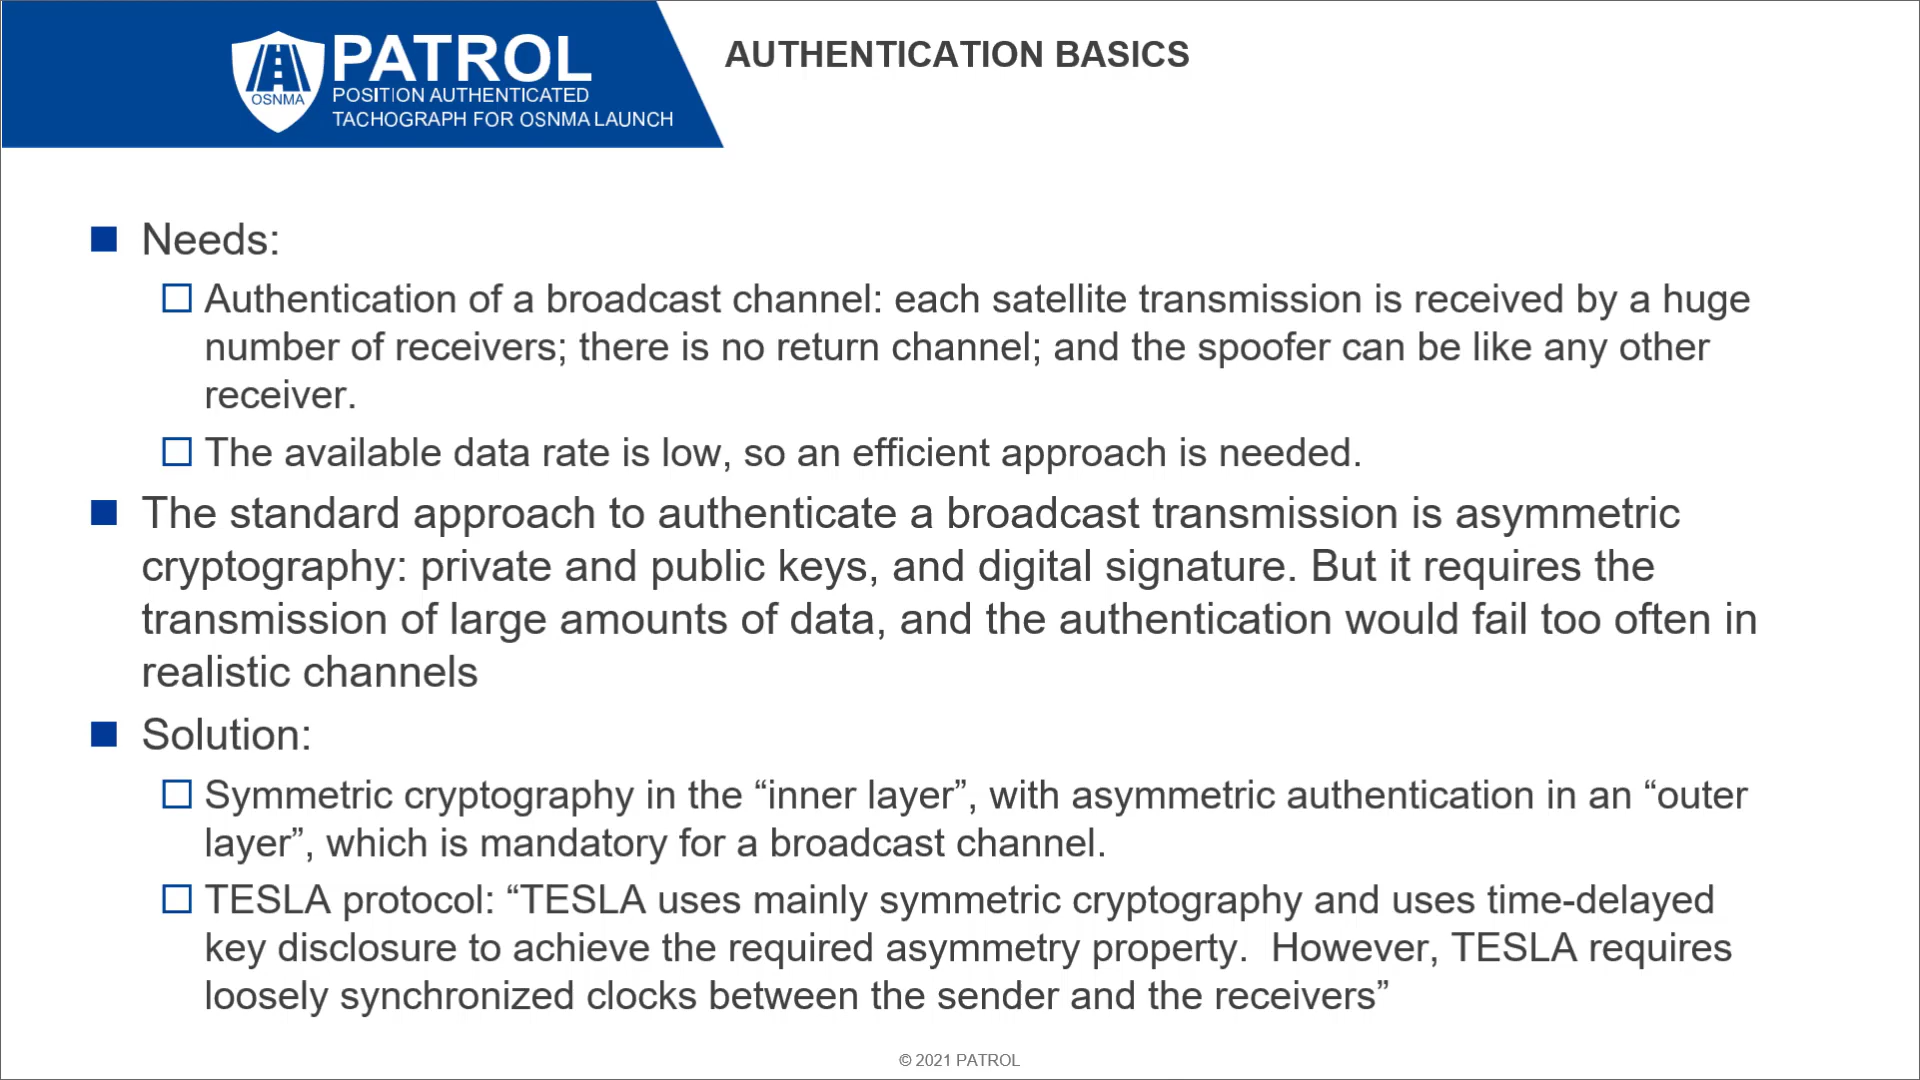 OSNMA
PATROL
POSITION AUTHENTICATED
TACHOGRAPH FOR OSNMA LAUNCH
AUTHENTICATION BASICS
Needs:
Authentication of a broadcast channel: each satellite transmission is received by a huge
number of receivers; there is no return channel; and the spoofer can be like any other
receiver.
The available data rate is low, so an efficient approach is needed.
The standard approach to authenticate a broadcast transmission is asymmetric
cryptography: private and public keys, and digital signature. But it requires the
transmission of large amounts of data, and the authentication would fail too often in
realistic channels
Solution:
Symmetric cryptography in the “inner layer”, with asymmetric authentication in an “outer
layer”, which is mandatory for a broadcast channel.
TESLA protocol: “TESLA uses mainly symmetric cryptography and uses time-delayed
key disclosure to achieve the required asymmetry property.  However, TESLA requires
loosely synchronized clocks between the sender and the receivers”
© 2021 PATROL